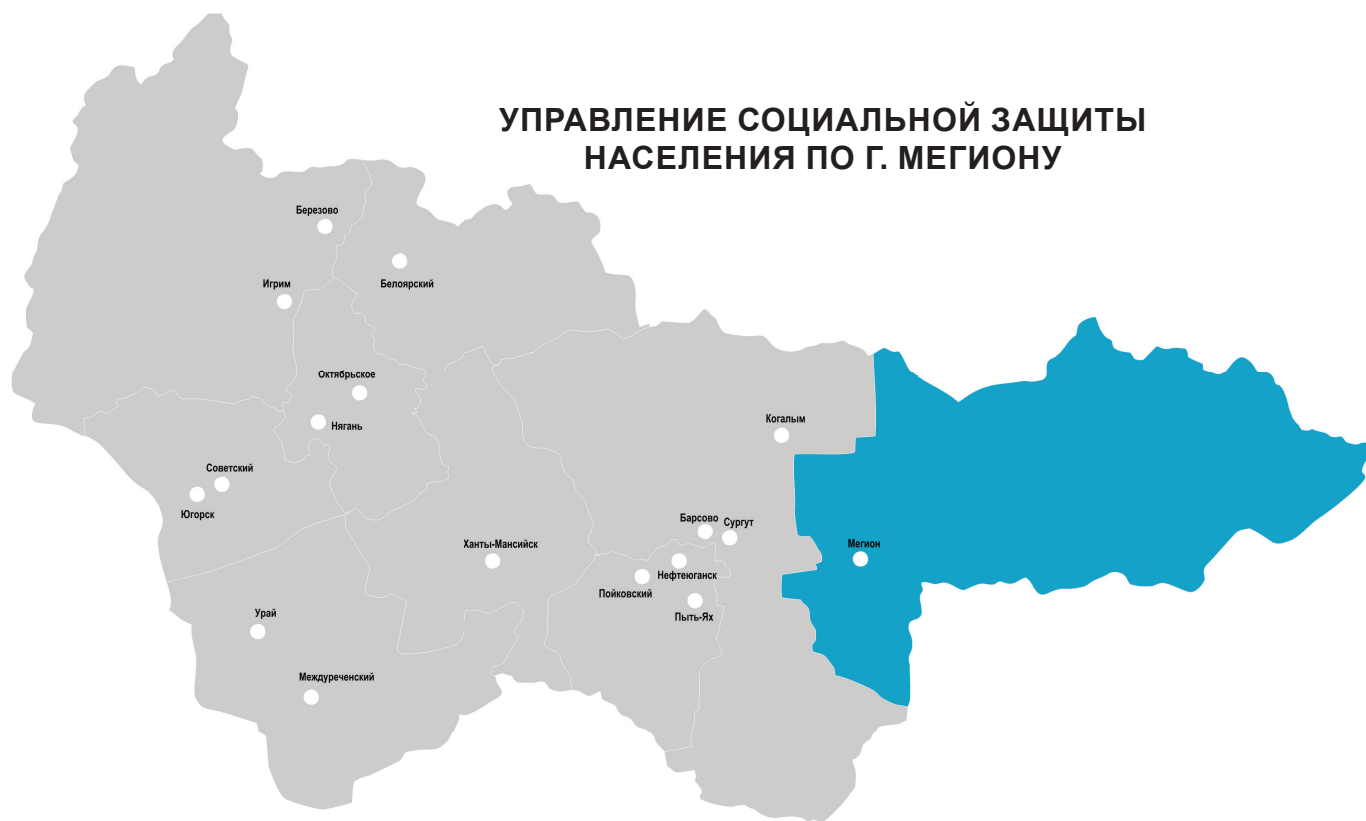 УПРАВЛЕНИЕ СОЦИАЛЬНОЙ ЗАЩИТЫ
НАСЕЛЕНИЯ ПО Г. МЕГИОНУ
Березово
Белоярский
Игрим
Октябрьское
Нягань
Когалым
Советский
Югорск
Барсово
Сургут
Ханты-Мансийск
Мегион
Нефтеюганск
Пойковский
Пыть-Ях
Урай
Междуреченский